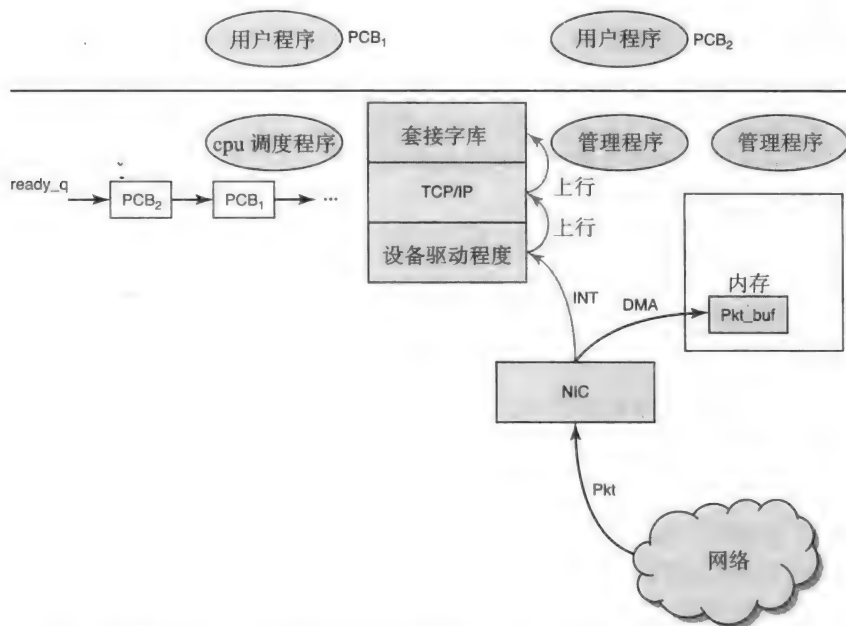 用户程序 PCB₁
用户程序 PCB₂
cpu 调度程序
套接字库
管理程序
管理程序
ready_q
PCB₂
PCB₁
...
TCP/IP
上行
上行
设备驱动程度
内存
Pkt_buf
INT
DMA
NIC
Pkt
网络